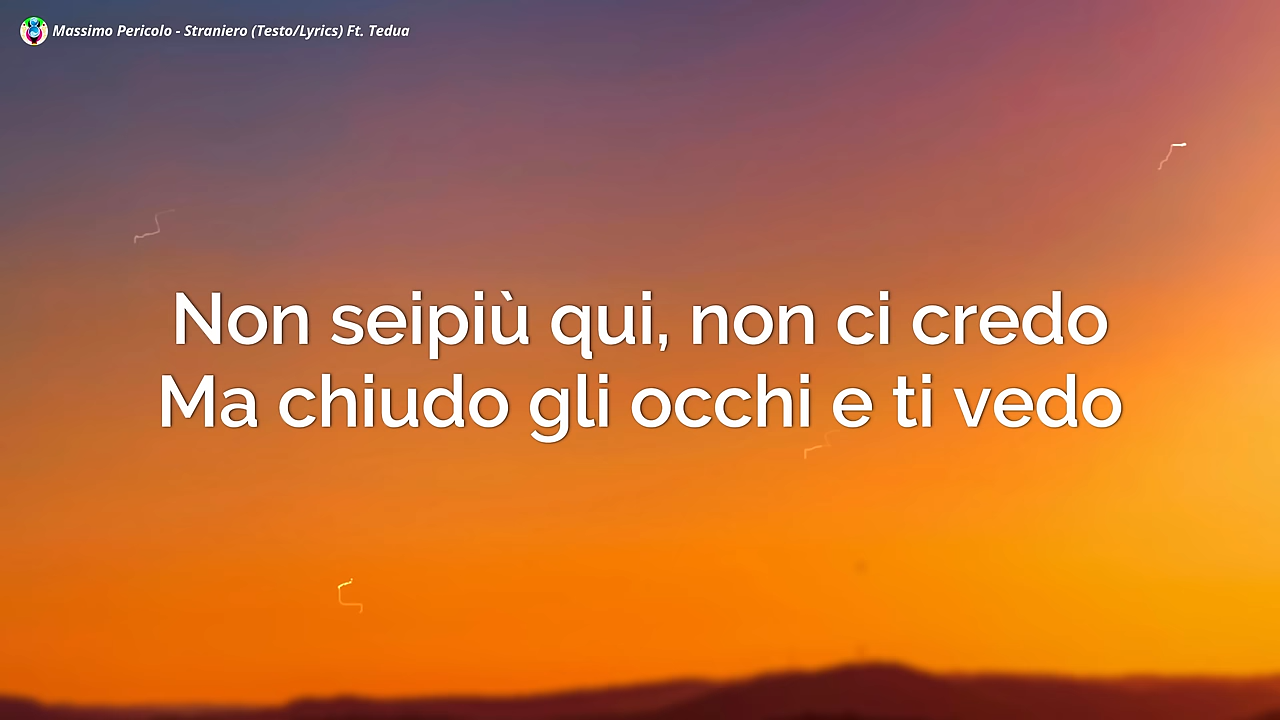 Massimo Pericolo - Straniero (Testo/Lyrics) Ft. Tedua
Non seipiù qui, non ci credo
Ma chiudo gli occhi e ti vedo